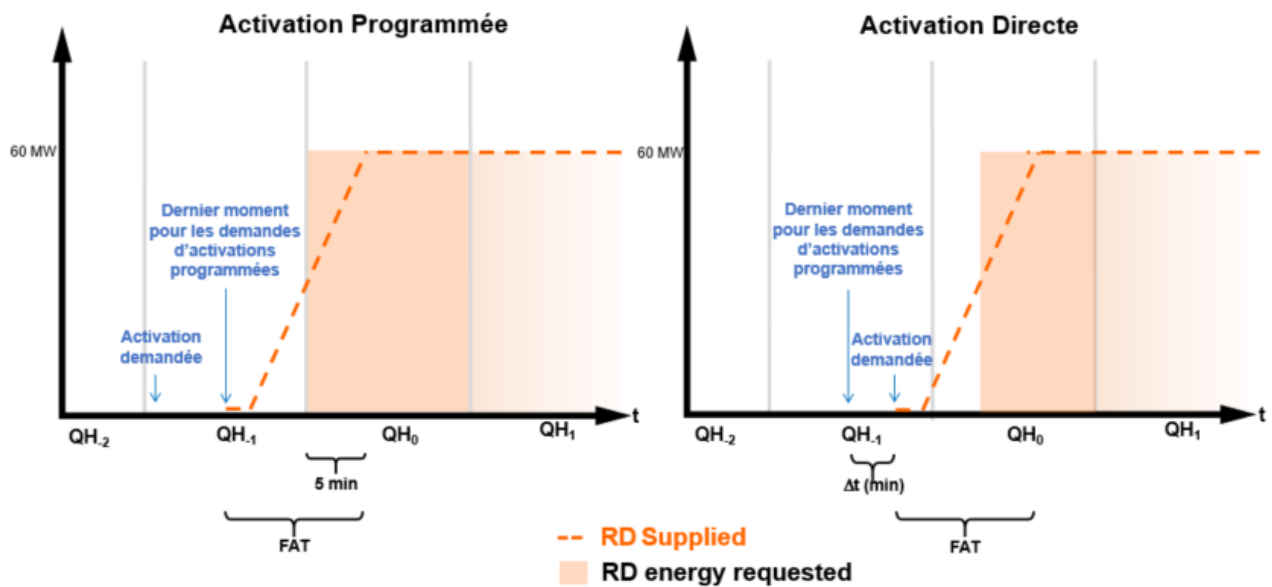 Activation Programmée
60 MW
Dernier moment
pour les demandes
d'activations
programmées
Activation
demandée
t
QH-2
QH-1
QH0
QH1
5 min
FAT
Activation Directe
60 MW
Dernier moment
pour les demandes
d'activations
programmées
Activation
demandée
t
QH-2
QH-1
QH0
QH1
Δt (min)
FAT
RD Supplied
RD energy requested